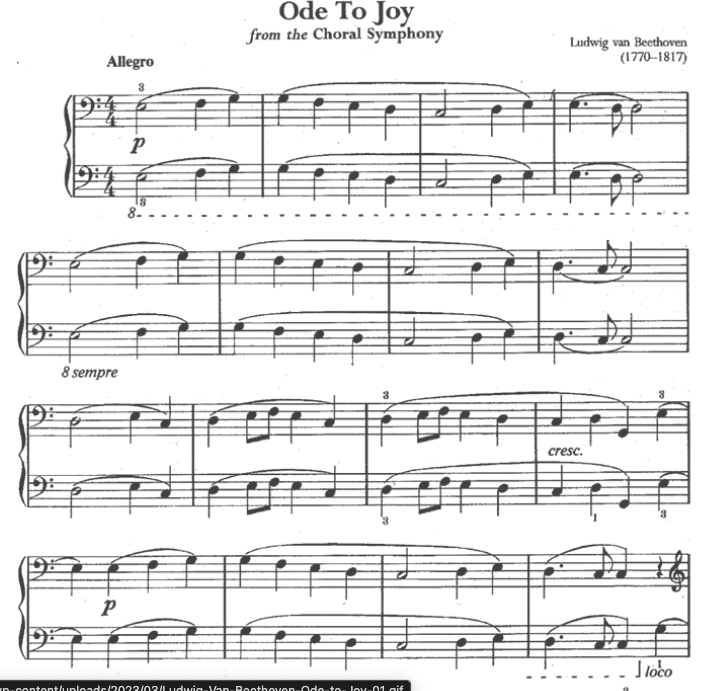 Ode To Joy
from the Choral Symphony
Ludwig van Beethoven
(1770–1817)
Allegro
3
p
3
8
8 sempre
3
3
cresc.
3
1
3
p
1
loco
vp-content/uploads/2023/03/Ludwig-Van-Beethoven-Ode-to-Joy-01.gif